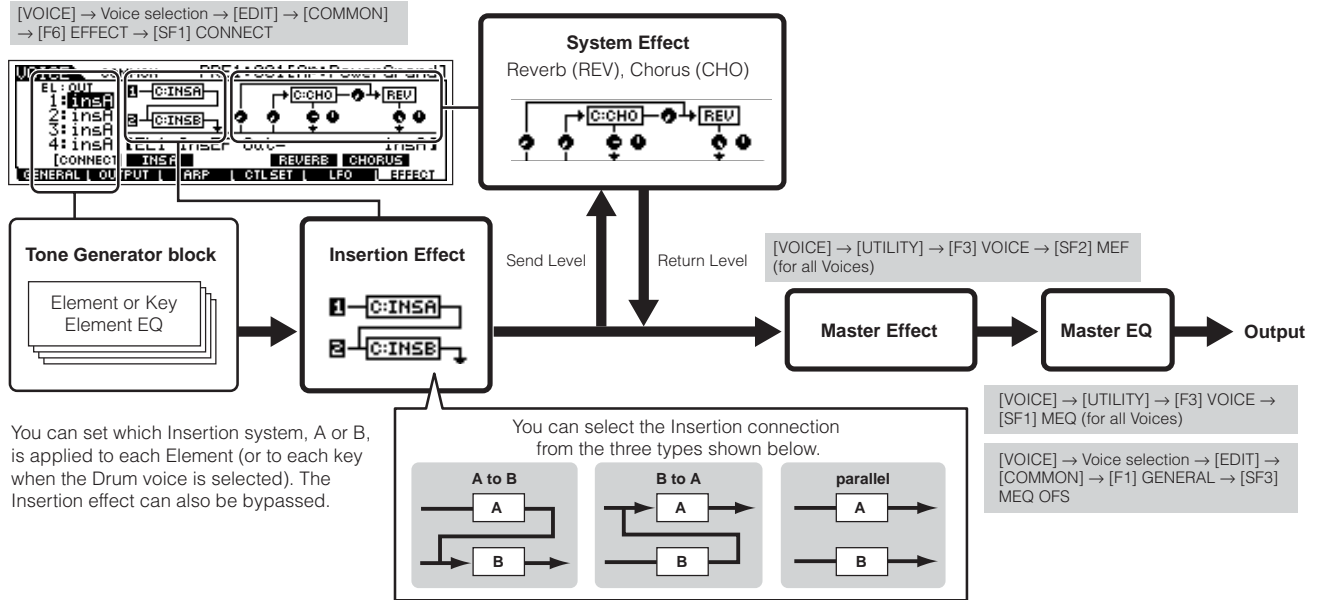 [VOICE] → Voice selection → [EDIT] → [COMMON]
→ [F6] EFFECT → [SF1] CONNECT
EL:OUT
1:insA
2:insA
3:insA
4:insA
1 C:INSA
2 C:INSB
C:CHO REV
[CONNECT] INSA REVERB CHORUS
GENERAL OUTPUT ARP CTLSET LFO EFFECT
System Effect
Reverb (REV), Chorus (CHO)
C:CHO REV
Tone Generator block
Element or Key
Element EQ
Insertion Effect
1 C:INSA
2 C:INSB
Send Level
Return Level
[VOICE] → [UTILITY] → [F3] VOICE → [SF2] MEF
(for all Voices)
Master Effect
Master EQ
Output
[VOICE] → [UTILITY] → [F3] VOICE →
[SF1] MEQ (for all Voices)
[VOICE] → Voice selection → [EDIT] →
[COMMON] → [F1] GENERAL → [SF3]
MEQ OFS
You can set which Insertion system, A or B,
is applied to each Element (or to each key
when the Drum voice is selected). The
Insertion effect can also be bypassed.
You can select the Insertion connection
from the three types shown below.
A to B
A
B
B to A
A
B
parallel
A
B